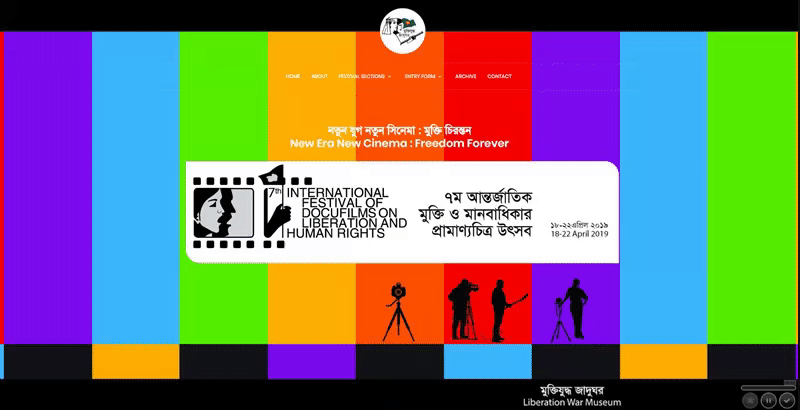 HOME ABOUT FESTIVAL SECTIONS ENTRY FORM ARCHIVE CONTACT
নতুন যুগ নতুন সিনেমা : মুক্তি চিরন্তন
New Era New Cinema : Freedom Forever
7th INTERNATIONAL
FESTIVAL OF
DOCUFILMS ON
LIBERATION AND
HUMAN RIGHTS
৭ম আন্তর্জাতিক
মুক্তি ও মানবাধিকার
প্রামাণ্যচিত্র উৎসব
১৮-২২এপ্রিল ২০১৯
18-22 April 2019
মুক্তিযুদ্ধ জাদুঘর
Liberation War Museum